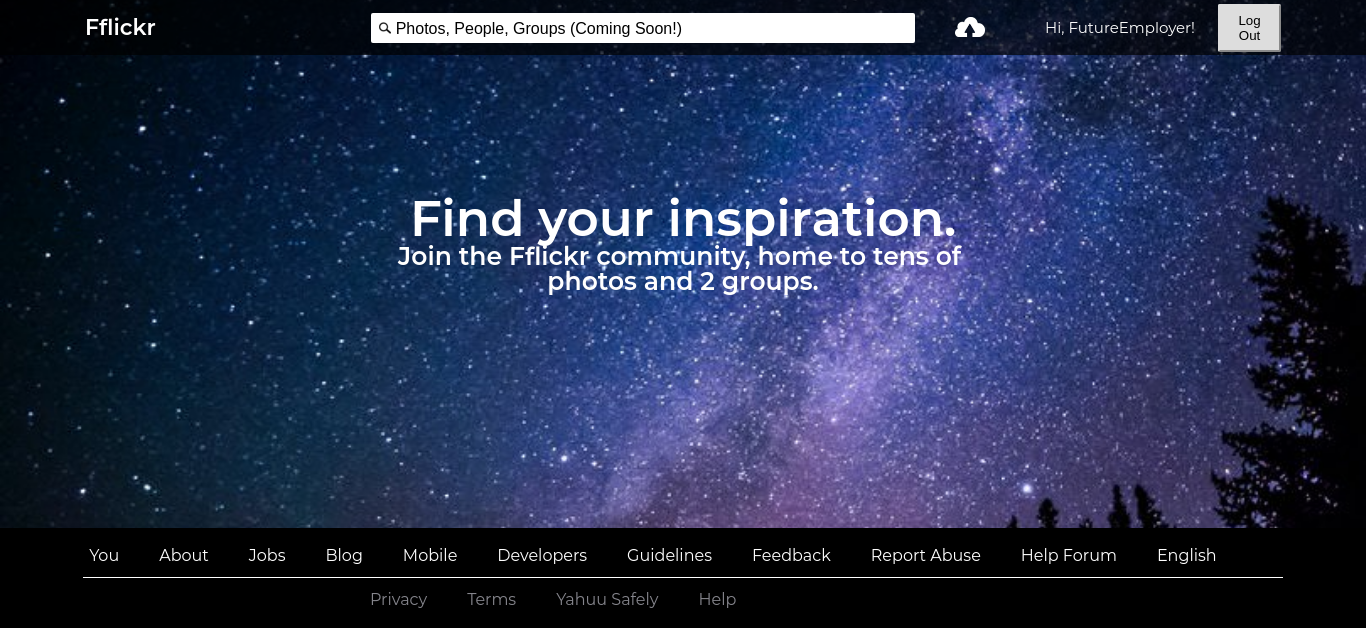 Fflickr
Photos, People, Groups (Coming Soon!)
Hi, FutureEmployer!
Log
Out
Find your inspiration.
Join the Fflickr community, home to tens of
photos and 2 groups.
You About Jobs Blog Mobile Developers Guidelines Feedback Report Abuse Help Forum English
Privacy Terms Yahuu Safely Help